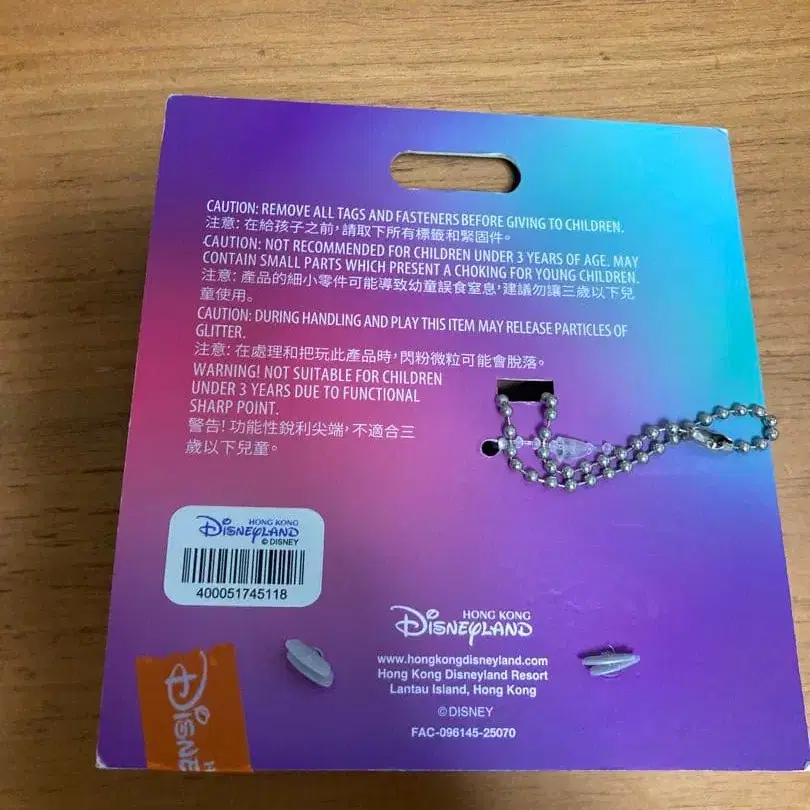 CAUTION: REMOVE ALL TAGS AND FASTENERS BEFORE GIVING TO CHILDREN.
注意: 在給孩子之前,請取下所有標籤和緊固件。
CAUTION: NOT RECOMMENDED FOR CHILDREN UNDER 3 YEARS OF AGE. MAY
CONTAIN SMALL PARTS WHICH PRESENT A CHOKING FOR YOUNG CHILDREN.
注意: 產品的細小零件可能導致幼童誤食窒息,建議勿讓三歲以下兒
童使用。
CAUTION: DURING HANDLING AND PLAY THIS ITEM MAY RELEASE PARTICLES OF
GLITTER.
注意: 在處理和把玩此產品時,閃粉微粒可能會脫落。
WARNING! NOT SUITABLE FOR CHILDREN
UNDER 3 YEARS DUE TO FUNCTIONAL
SHARP POINT.
警告! 功能性銳利尖端, 不適合三
歲以下兒童。
HONG KONG
DISNEYLAND
© DISNEY
400051745118
HONG KONG
DISNEYLAND
www.hongkongdisneyland.com
Hong Kong Disneyland Resort
Lantau Island, Hong Kong
© DISNEY
FAC-096145-25070